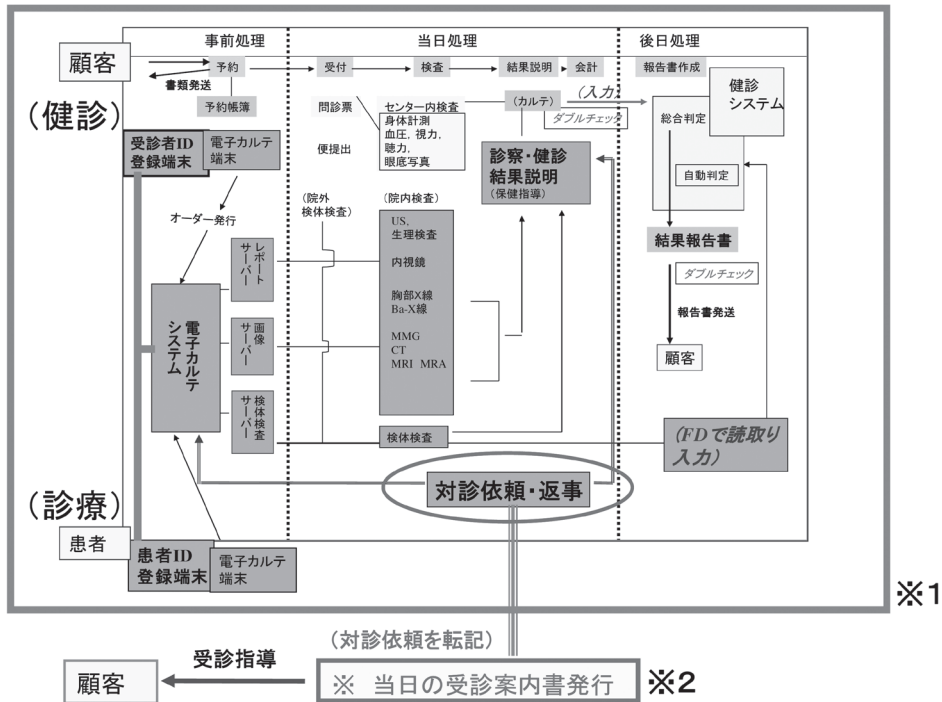 事前処理
当日処理
後日処理
顧客
予約
受付
検査
結果説明
会計
報告書作成
書類発送
予約帳簿
(健診)
受診者ID
登録端末
電子カルテ
端末
問診票
便提出
センター内検査
身体計測
血圧, 視力,
聴力,
眼底写真
(カルテ)
(入力)
ダブルチェック
診察・健診
結果説明
(保健指導)
健診
システム
総合判定
自動判定
結果報告書
ダブルチェック
報告書発送
顧客
オーダー発行
(院外
検体検査)
(院内検査)
US,
生理検査
内視鏡
胸部X線
Ba-X線
MMG
CT
MRI MRA
検体検査
電子カルテ
システム
レポート
サーバー
画像
サーバー
検体検査
サーバー
(FDで読取り
入力)
対診依頼・返事
(診療)
患者
患者ID
登録端末
電子カルテ
端末
※1
(対診依頼を転記)
顧客
受診指導
※ 当日の受診案内書発行
※2